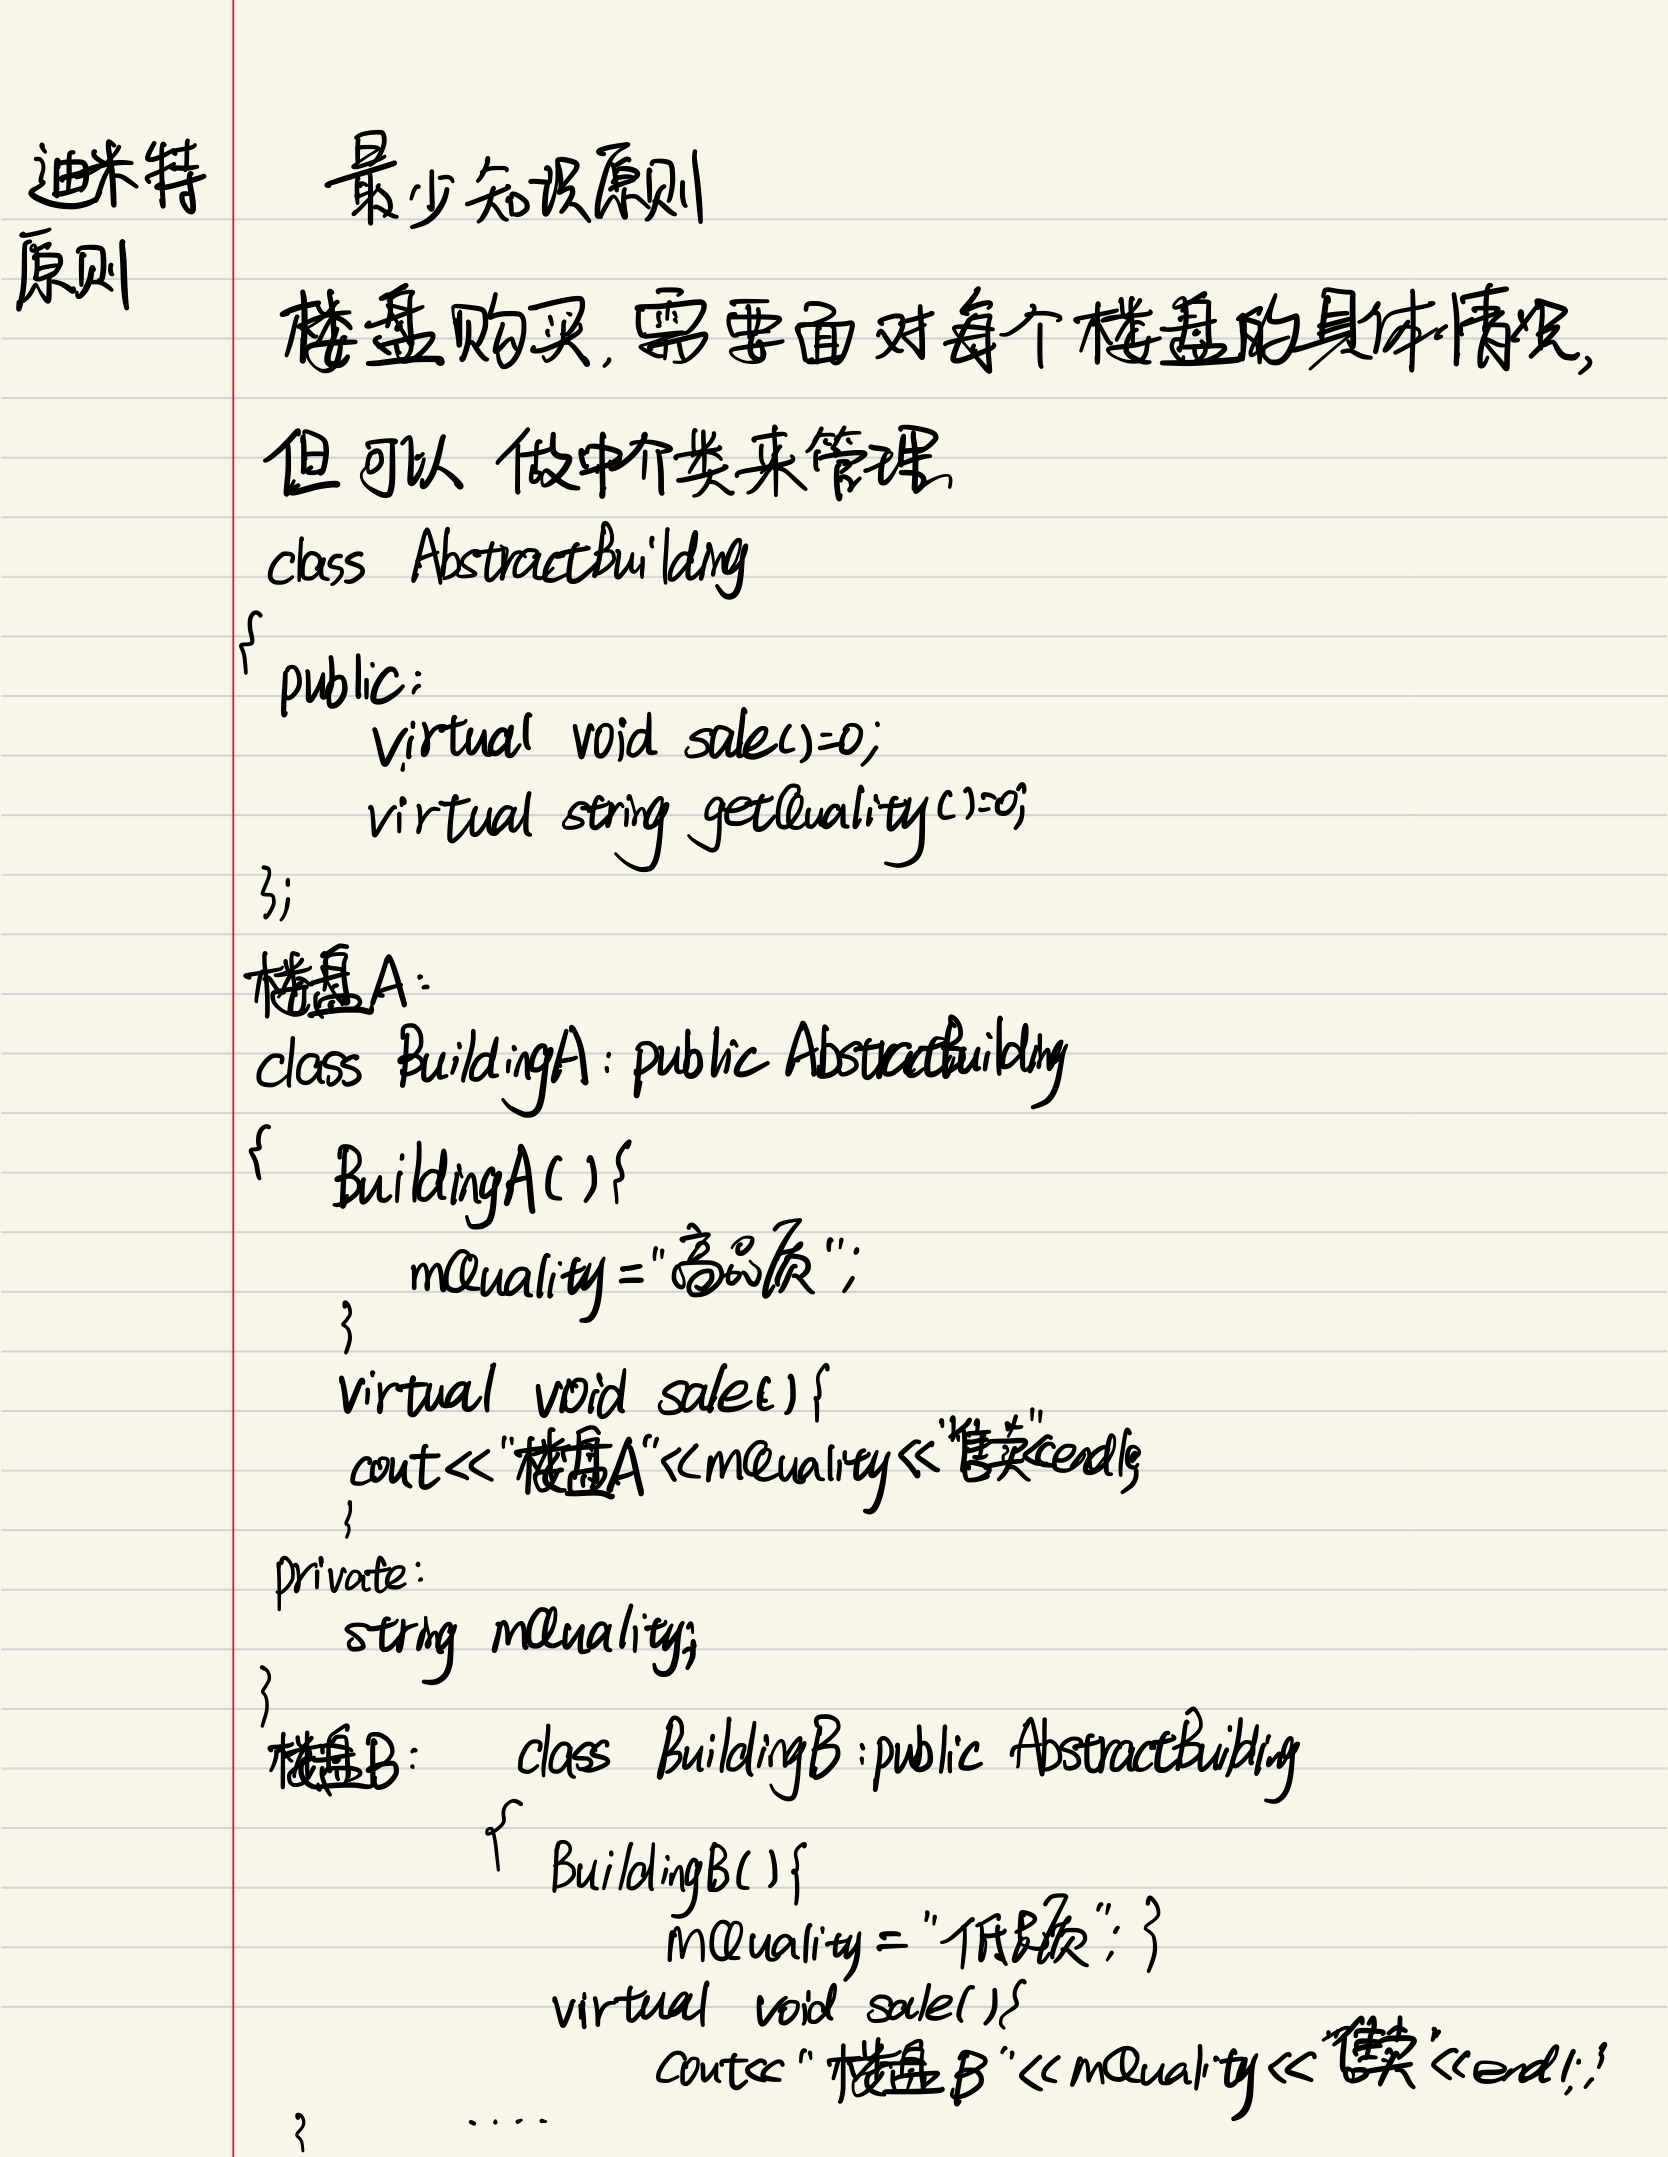 迪米特
原则
最少知识原则
楼盘购买,需要面对每个楼盘的具体情况,
但可以做中介类来管理
class AbstractBuilding
{
public:
virtual void sale()=0;
virtual string getQuality()=0;
};
楼盘A:
class BuildingA: public AbstractBuilding
{ BuildingA(){
mQuality="高品质";
}
virtual void sale(){
cout<<"楼盘A"<<mQuality<<"售卖"<<endl;
}
private:
string mQuality;
}
楼盘B: class BuildingB:public AbstractBuilding
{
BuildingB(){
mQuality="低品质"; }
virtual void sale(){
cout<<"楼盘B"<<mQuality<<"售卖"<<endl;}
} ....